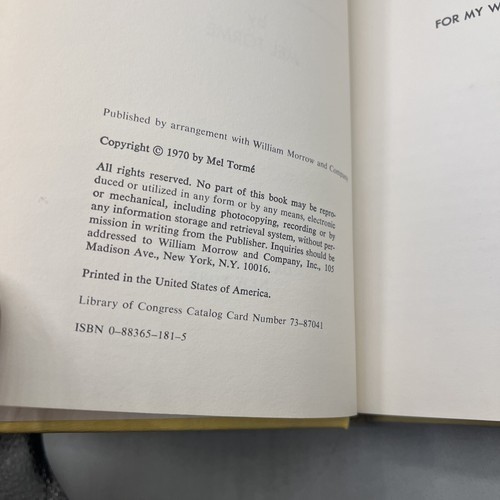 FOR MY W
Published by arrangement with William Morrow and Company
Copyright © 1970 by Mel Tormé
All rights reserved. No part of this book may be repro-
duced or utilized in any form or by any means, electronic
or mechanical, including photocopying, recording or by
any information storage and retrieval system, without per-
mission in writing from the Publisher. Inquiries should be
addressed to William Morrow and Company, Inc., 105
Madison Ave., New York, N.Y. 10016.
Printed in the United States of America.
Library of Congress Catalog Card Number 73–87041
ISBN 0–88365–181–5